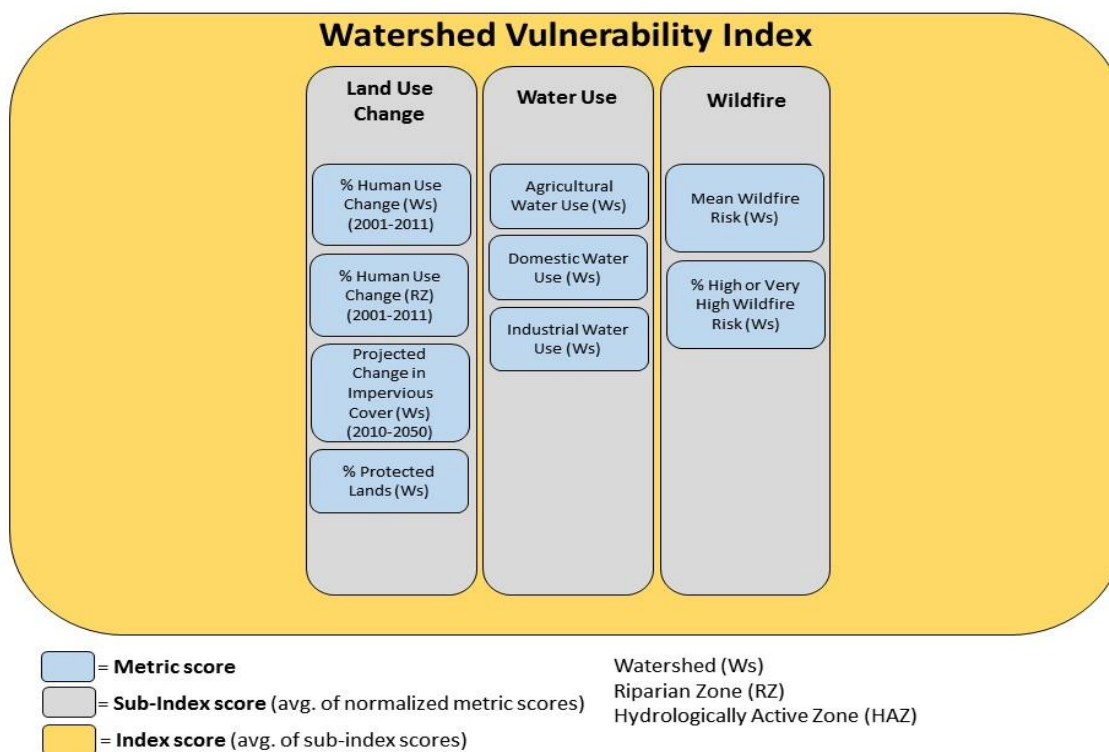 Watershed Vulnerability Index
Land Use
Change
% Human Use
Change (Ws)
(2001-2011)
% Human Use
Change (RZ)
(2001-2011)
Projected
Change in
Impervious
Cover (Ws)
(2010-2050)
% Protected
Lands (Ws)
Water Use
Agricultural
Water Use (Ws)
Domestic Water
Use (Ws)
Industrial Water
Use (Ws)
Wildfire
Mean Wildfire
Risk (Ws)
% High or Very
High Wildfire
Risk (Ws)
= Metric score
= Sub-Index score (avg. of normalized metric scores)
= Index score (avg. of sub-index scores)
Watershed (Ws)
Riparian Zone (RZ)
Hydrologically Active Zone (HAZ)